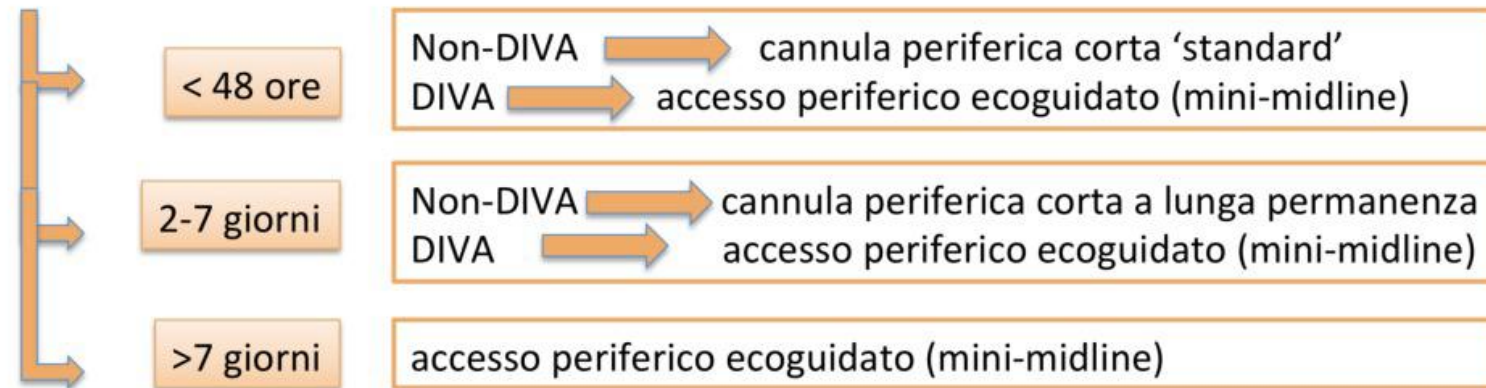 < 48 ore
Non-DIVA cannula periferica corta ‘standard’
DIVA accesso periferico ecoguidato (mini-midline)
2-7 giorni
Non-DIVA cannula periferica corta a lunga permanenza
DIVA accesso periferico ecoguidato (mini-midline)
>7 giorni
accesso periferico ecoguidato (mini-midline)